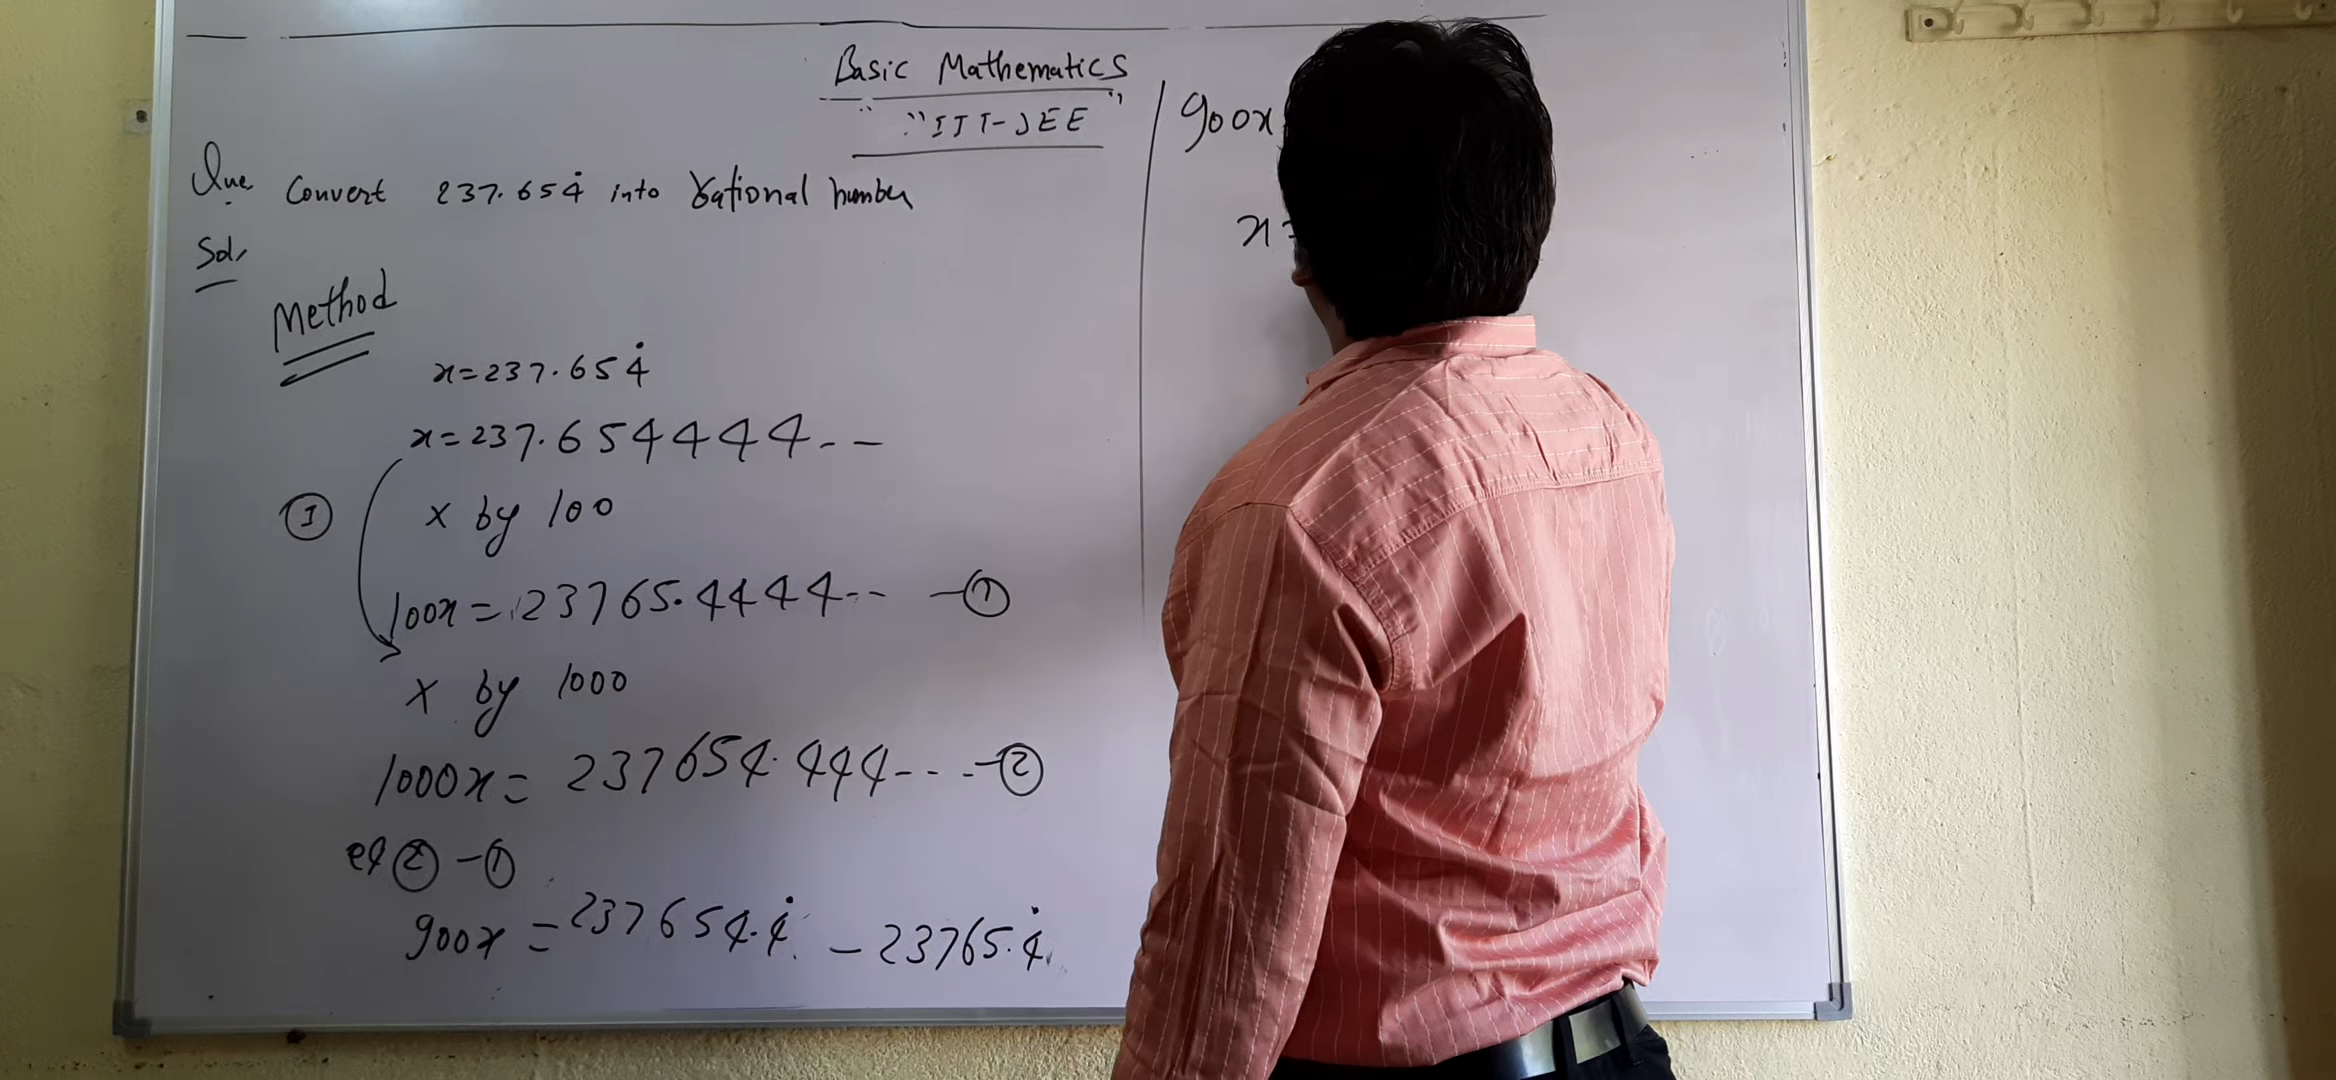 Basic Mathematics
"IIT-JEE"
Que. Convert 237.654̇ into rational number
Sol.
Method
x=237.654̇
x=237.654444--
① x by 100
100x=23765.4444-- -①
x by 1000
1000x= 237654.444--- -②
eq ② -①
900x =237654.4̇ -23765.4̇
900x
x=